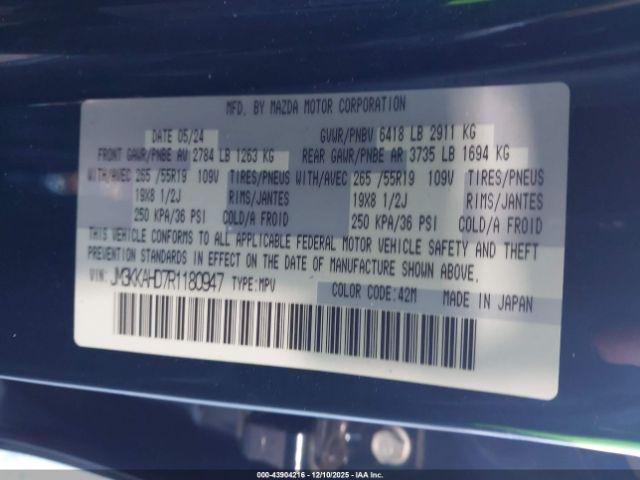 MFD. BY MAZDA MOTOR CORPORATION
DATE 05/24 GVWR/PNBV 6418 LB 2911 KG
FRONT GAWR/PNBE AV 2784 LB 1263 KG REAR GAWR/PNBE AR 3735 LB 1694 KG
WITH/AVEC 265 /55R19 109V TIRES/PNEUS WITH/AVEC 265 /55R19 109V TIRES/PNEUS
19X8 1/2J RIMS/JANTES 19X8 1/2J RIMS/JANTES
250 KPA/36 PSI COLD/A FROID 250 KPA/36 PSI COLD/A FROID
THIS VEHICLE CONFORMS TO ALL APPLICABLE FEDERAL MOTOR VEHICLE SAFETY AND THEFT
PREVENTION STANDARDS IN EFFECT ON THE DATE OF MANUFACTURE SHOWN ABOVE.
VIN: JM3KKAHD7R1180947 TYPE:MPV COLOR CODE:42M MADE IN JAPAN
000-43904216 - 12/10/2025 - IAA Inc.